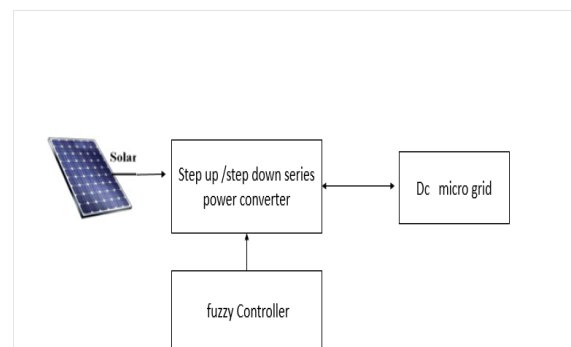 Solar
Step up /step down series
power converter
Dc micro grid
fuzzy Controller